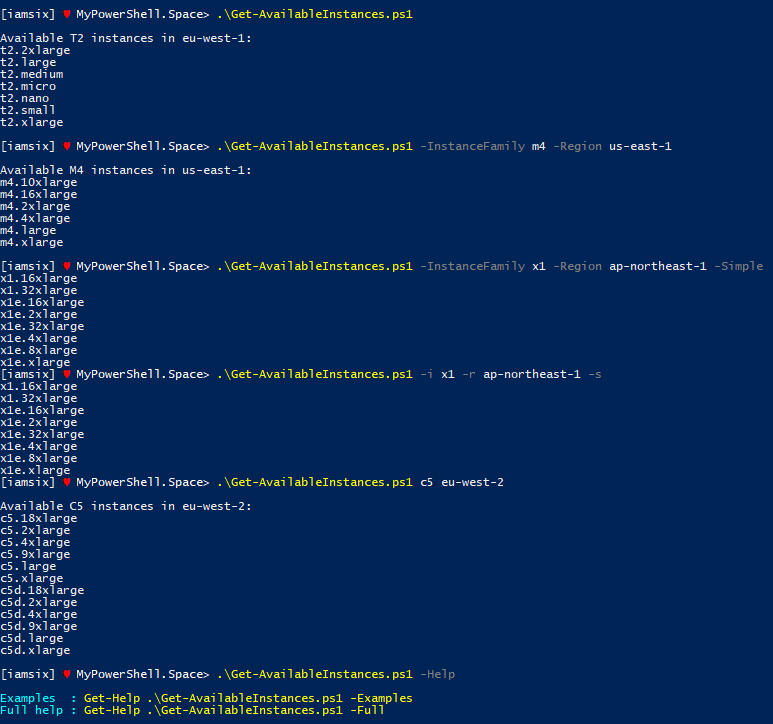 [iamsix] ♥ MyPowerShell.Space> .\Get-AvailableInstances.ps1
Available T2 instances in eu-west-1:
t2.2xlarge
t2.large
t2.medium
t2.micro
t2.nano
t2.small
t2.xlarge
[iamsix] ♥ MyPowerShell.Space> .\Get-AvailableInstances.ps1 -InstanceFamily m4 -Region us-east-1
Available M4 instances in us-east-1:
m4.10xlarge
m4.16xlarge
m4.2xlarge
m4.4xlarge
m4.large
m4.xlarge
[iamsix] ♥ MyPowerShell.Space> .\Get-AvailableInstances.ps1 -InstanceFamily x1 -Region ap-northeast-1 -Simple
x1.16xlarge
x1.32xlarge
x1e.16xlarge
x1e.2xlarge
x1e.32xlarge
x1e.4xlarge
x1e.8xlarge
x1e.xlarge
[iamsix] ♥ MyPowerShell.Space> .\Get-AvailableInstances.ps1 -i x1 -r ap-northeast-1 -s
x1.16xlarge
x1.32xlarge
x1e.16xlarge
x1e.2xlarge
x1e.32xlarge
x1e.4xlarge
x1e.8xlarge
x1e.xlarge
[iamsix] ♥ MyPowerShell.Space> .\Get-AvailableInstances.ps1 c5 eu-west-2
Available C5 instances in eu-west-2:
c5.18xlarge
c5.2xlarge
c5.4xlarge
c5.9xlarge
c5.large
c5.xlarge
c5d.18xlarge
c5d.2xlarge
c5d.4xlarge
c5d.9xlarge
c5d.large
c5d.xlarge
[iamsix] ♥ MyPowerShell.Space> .\Get-AvailableInstances.ps1 -Help
Examples  : Get-Help .\Get-AvailableInstances.ps1 -Examples
Full help : Get-Help .\Get-AvailableInstances.ps1 -Full